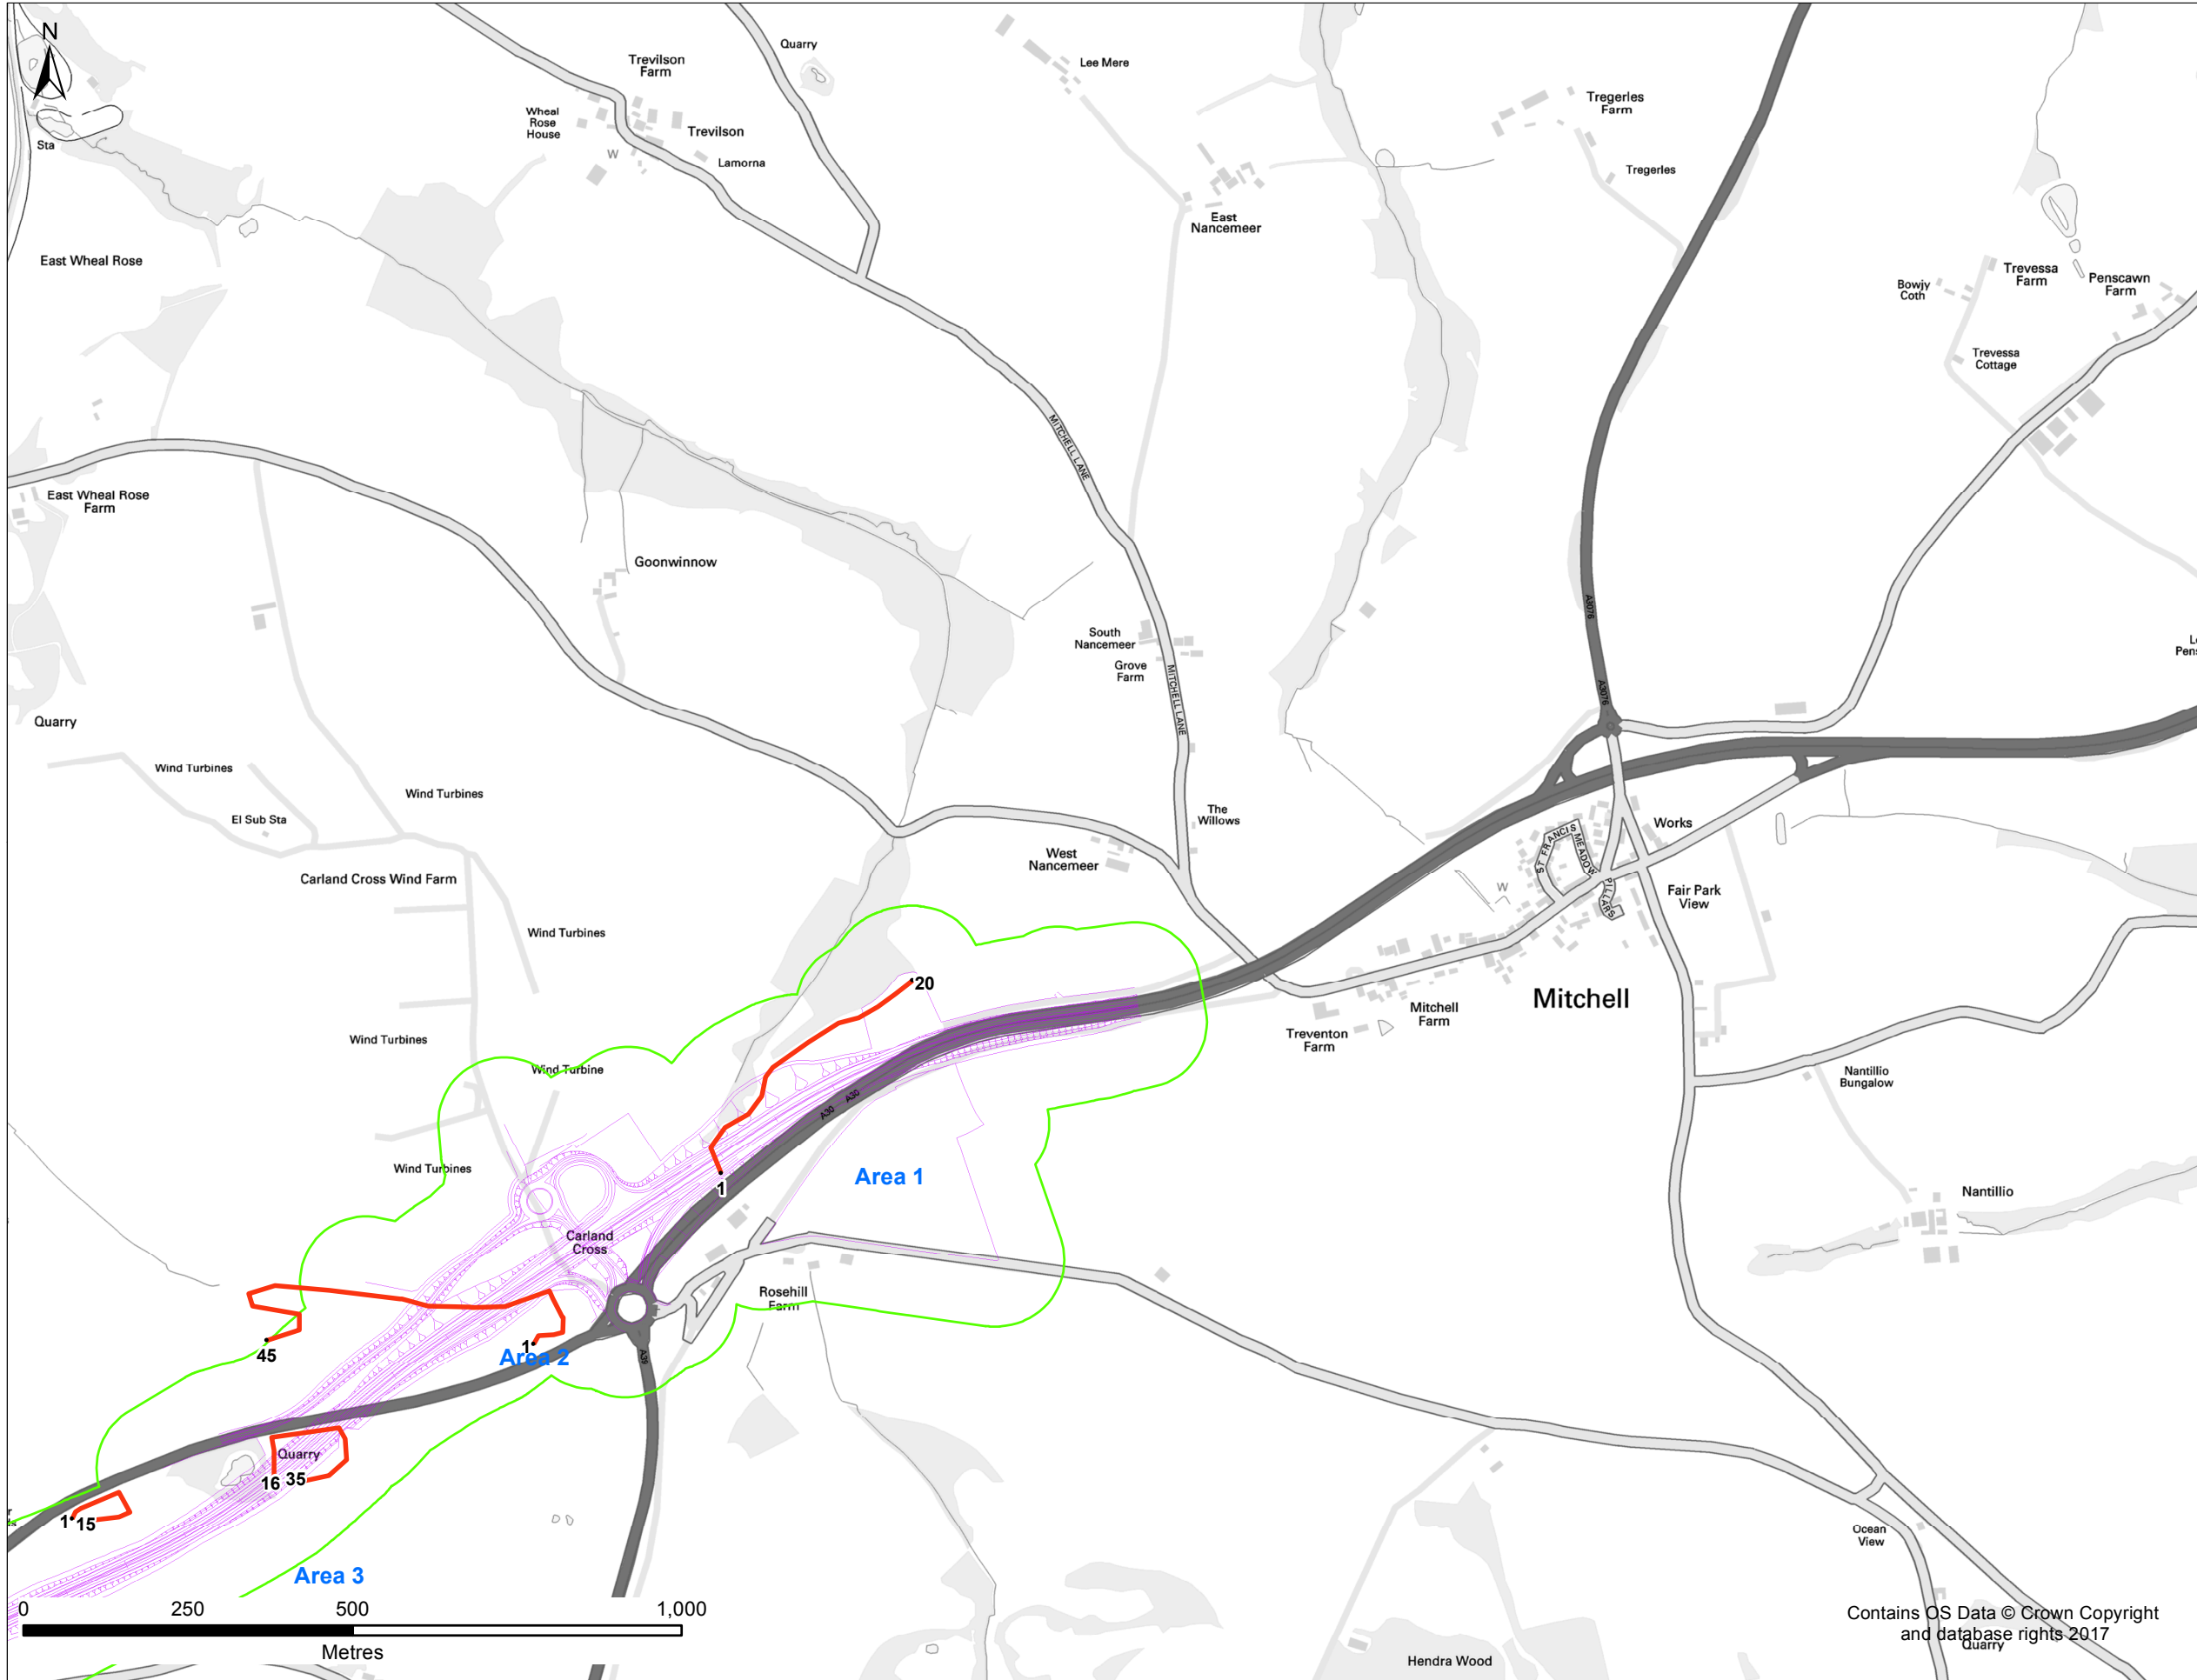 N
Trevilson
Farm
Quarry
Lee Mere
Wheal
Rose
House
Trevilson
Lamorna
W
Sta
Tregerles
Farm
Tregerles
East
Nancemeer
East Wheal Rose
Bowjy
Coth
Trevessa
Farm
Penscawn
Farm
Trevessa
Cottage
MITCHELL LANE
East Wheal Rose
Farm
Goonwinnow
A3076
South
Nancemeer
Grove
Farm
MITCHELL LANE
A3076
Quarry
Wind Turbines
Wind Turbines
El Sub Sta
The
Willows
West
Nancemeer
Works
ST FRANCIS
MEADOW
PILLARS
W
Fair Park
View
Carland Cross Wind Farm
Wind Turbines
20
Mitchell
Mitchell
Farm
Treventon
Farm
Wind Turbines
Wind Turbine
Nantillio
Bungalow
A30
A30
Wind Turbines
Area 1
1
Nantillio
Carland
Cross
Rosehill
Farm
45
1
Area 2
A39
Quarry
16
35
1
15
Ocean
View
Area 3
0
250
500
1,000
Metres
Contains OS Data © Crown Copyright
and database rights 2017
Quarry
Hendra Wood